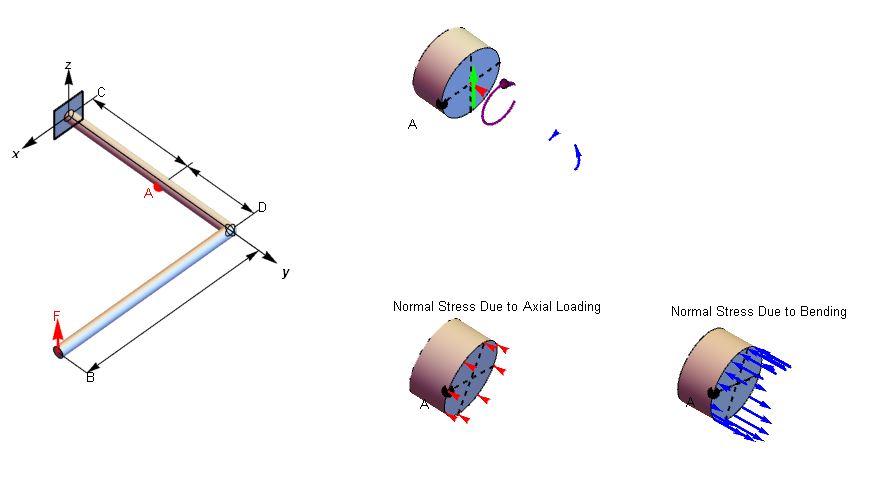 z
C
x
A
D
y
F
B
A
Normal Stress Due to Axial Loading
A
Normal Stress Due to Bending
A